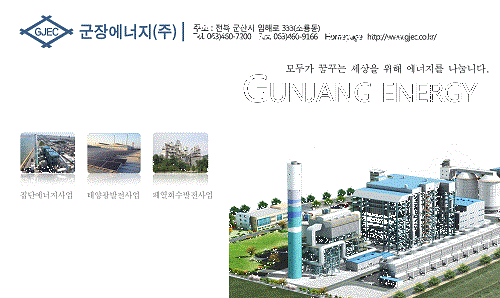 GJEC 군장에너지(주)
주소 : 전북 군산시 임해로 333(소룡동)
Tel. 063)460-7200 Fax. 063)460-9166 Homepage http://www.gjec.co.kr/
모두가 꿈꾸는 세상을 위해 에너지를 나눕니다.
GUNJANG ENERGY
집단에너지사업 태양광발전사업 폐열회수발전사업